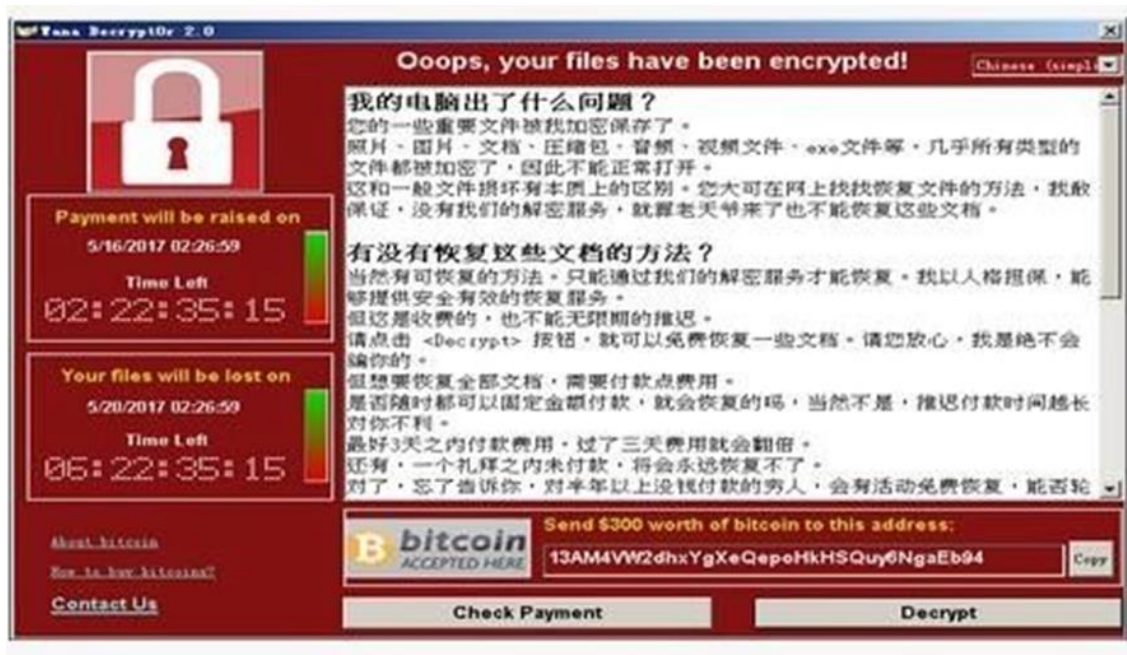 Wana Decrypt0r 2.0
Ooops, your files have been encrypted!
Chinese (simpl
我的电脑出了什么问题？
您的一些重要文件被我加密保存了。
照片、图片、文档、压缩包、音频、视频文件、exe文件等，几乎所有类型的
文件都被加密了，因此不能正常打开。
这和一般文件损坏有本质上的区别。您大可在网上找找恢复文件的方法，我敢
保证，没有我们的解密服务，就算老天爷来了也不能恢复这些文档。
有没有恢复这些文档的方法？
当然有可恢复的方法。只能通过我们的解密服务才能恢复。我以人格担保，能
够提供安全有效的恢复服务。
但这是收费的，也不能无限期的推迟。
请点击 <Decrypt> 按钮，就可以免费恢复一些文档。请您放心，我是绝不会
骗你的。
但想要恢复全部文档，需要付款点费用。
是否随时都可以固定金额付款，就会恢复的吗，当然不是，推迟付款时间越长
对你不利。
最好3天之内付款费用，过了三天费用就会翻倍。
还有，一个礼拜之内未付款，将会永远恢复不了。
对了，忘了告诉你，对半年以上没钱付款的穷人，会有活动免费恢复，能否轮
Payment will be raised on
5/16/2017 02:26:59
Time Left
02:22:35:15
Your files will be lost on
5/20/2017 02:26:59
Time Left
06:22:35:15
About bitcoin
How to buy bitcoins?
Contact Us
bitcoin
ACCEPTED HERE
Send $300 worth of bitcoin to this address:
13AM4VW2dhxYgXeQepoHkHSQuy6NgaEb94
Copy
Check Payment
Decrypt